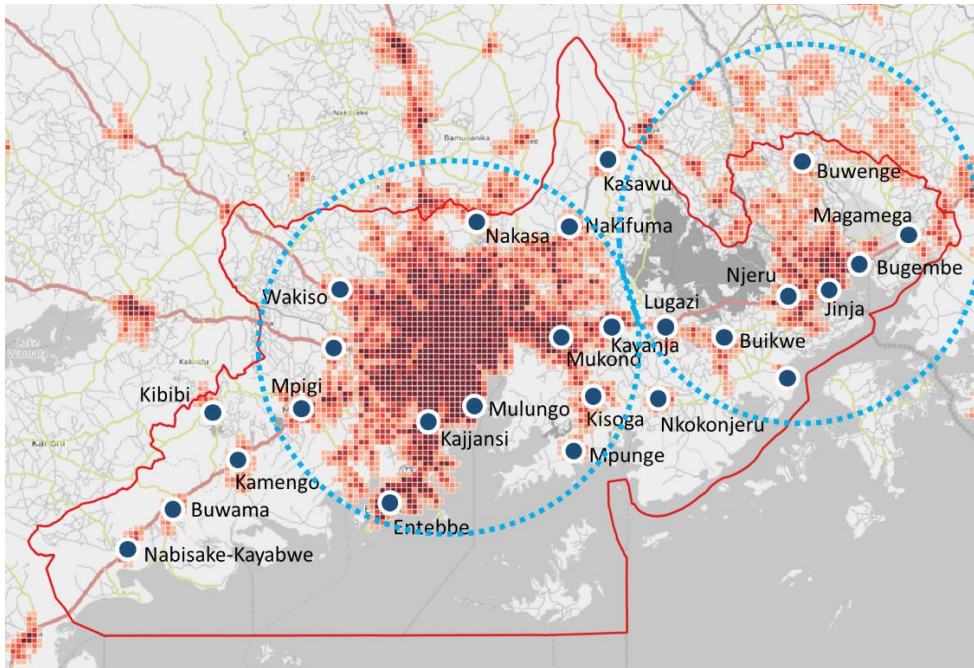 Kasawu
Buwenge
Magamega
Nakasa
Nakifuma
Bugembe
Wakiso
Njeru
Jinja
Lugazi
Mukono
Kayanja
Buikwe
Mpigi
Kibibi
Mulungo
Kisoga
Nkokonjeru
Kajjansi
Mpunge
Kamengo
Buwama
Entebbe
Nabisake-Kayabwe